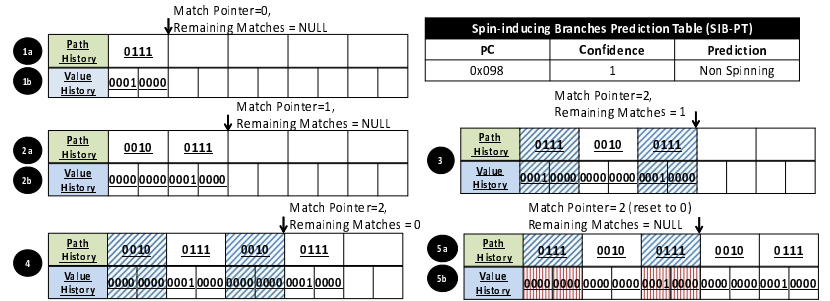 Match Pointer=0,
Remaining Matches = NULL
1a Path History 0111
1b Value History 0001 0000
Spin-inducing Branches Prediction Table (SIB-PT)
PC Confidence Prediction
0x098 1 Non Spinning
Match Pointer=1,
Remaining Matches = NULL
2a Path History 0010 0111
2b Value History 0000 0000 0001 0000
Match Pointer=2,
Remaining Matches = 1
3 Path History 0111 0010 0111
Value History 0001 0000 0000 0000 0001 0000
Match Pointer=2,
Remaining Matches = 0
4 Path History 0010 0111 0010 0111
Value History 0000 0000 0001 0000 0000 0000 0001 0000
Match Pointer= 2 (reset to 0)
Remaining Matches = NULL
5a Path History 0111 0010 0111 0010 0111
5b Value History 0000 0000 0000 0000 0001 0000 0000 0000 0001 0000